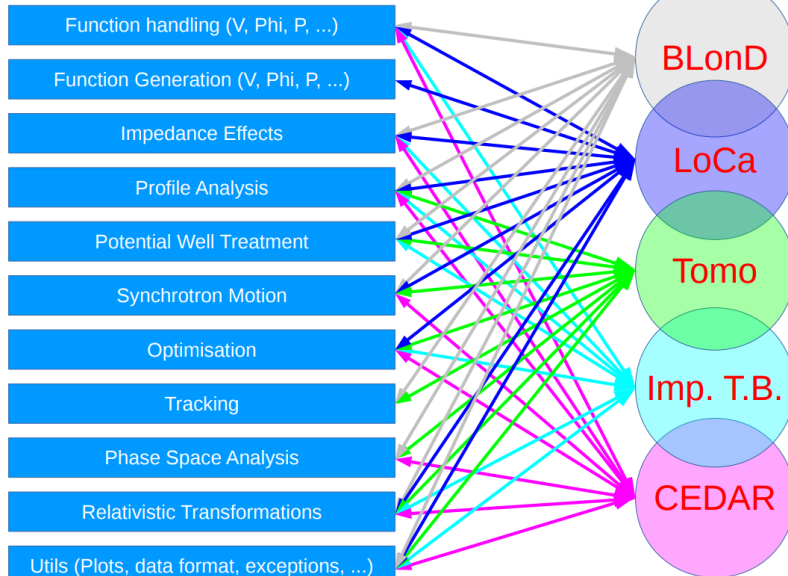 Function handling (V, Phi, P, ...)
Function Generation (V, Phi, P, ...)
Impedance Effects
Profile Analysis
Potential Well Treatment
Synchrotron Motion
Optimisation
Tracking
Phase Space Analysis
Relativistic Transformations
Utils (Plots, data format, exceptions, ...)
BLonD
LoCa
Tomo
Imp. T.B.
CEDAR